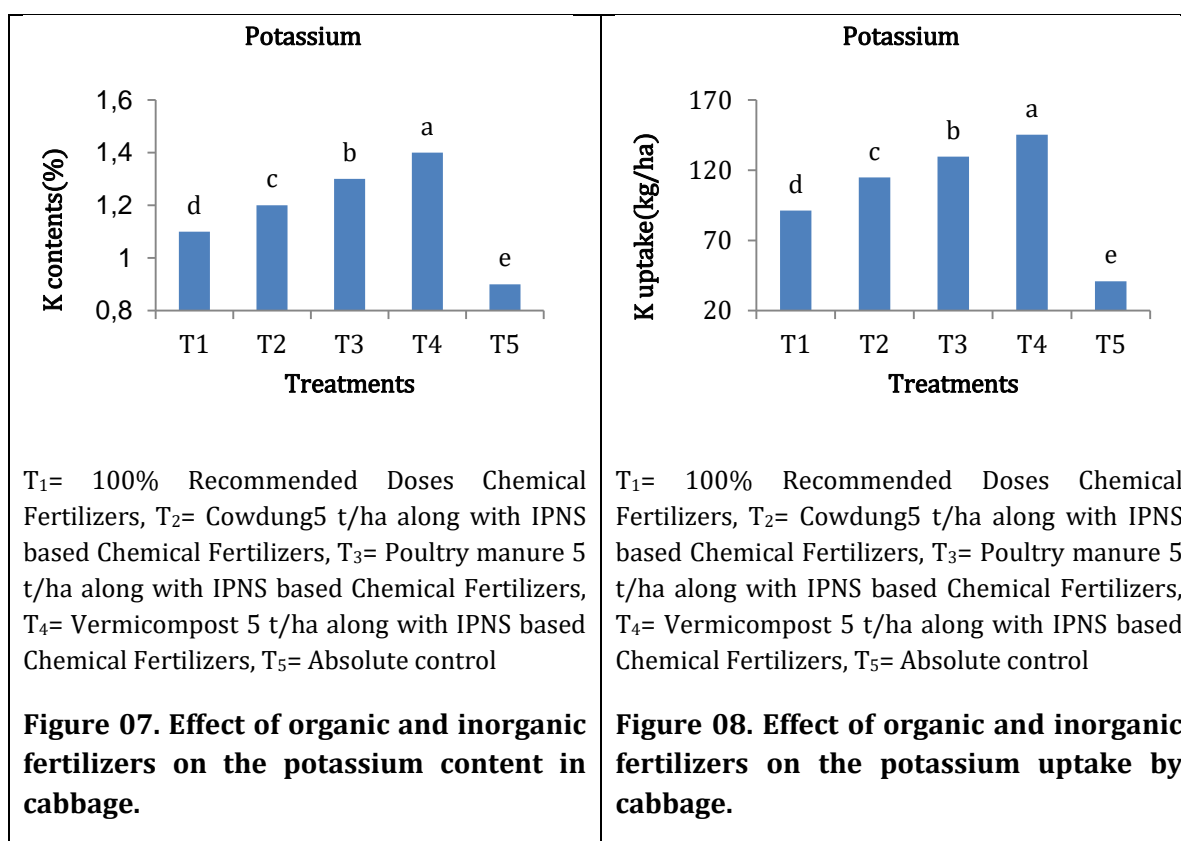 Potassium
1,6
1,4
1,2
1
0,8
K contents(%)
d
c
b
a
e
T1 T2 T3 T4 T5
Treatments
T1= 100% Recommended Doses Chemical
Fertilizers, T2= Cowdung5 t/ha along with IPNS
based Chemical Fertilizers, T3= Poultry manure 5
t/ha along with IPNS based Chemical Fertilizers,
T4= Vermicompost 5 t/ha along with IPNS based
Chemical Fertilizers, T5= Absolute control
Figure 07. Effect of organic and inorganic
fertilizers on the potassium content in
cabbage.
Potassium
170
120
70
20
K uptake(kg/ha)
d
c
b
a
e
T1 T2 T3 T4 T5
Treatments
T1= 100% Recommended Doses Chemical
Fertilizers, T2= Cowdung5 t/ha along with IPNS
based Chemical Fertilizers, T3= Poultry manure 5
t/ha along with IPNS based Chemical Fertilizers,
T4= Vermicompost 5 t/ha along with IPNS based
Chemical Fertilizers, T5= Absolute control
Figure 08. Effect of organic and inorganic
fertilizers on the potassium uptake by
cabbage.